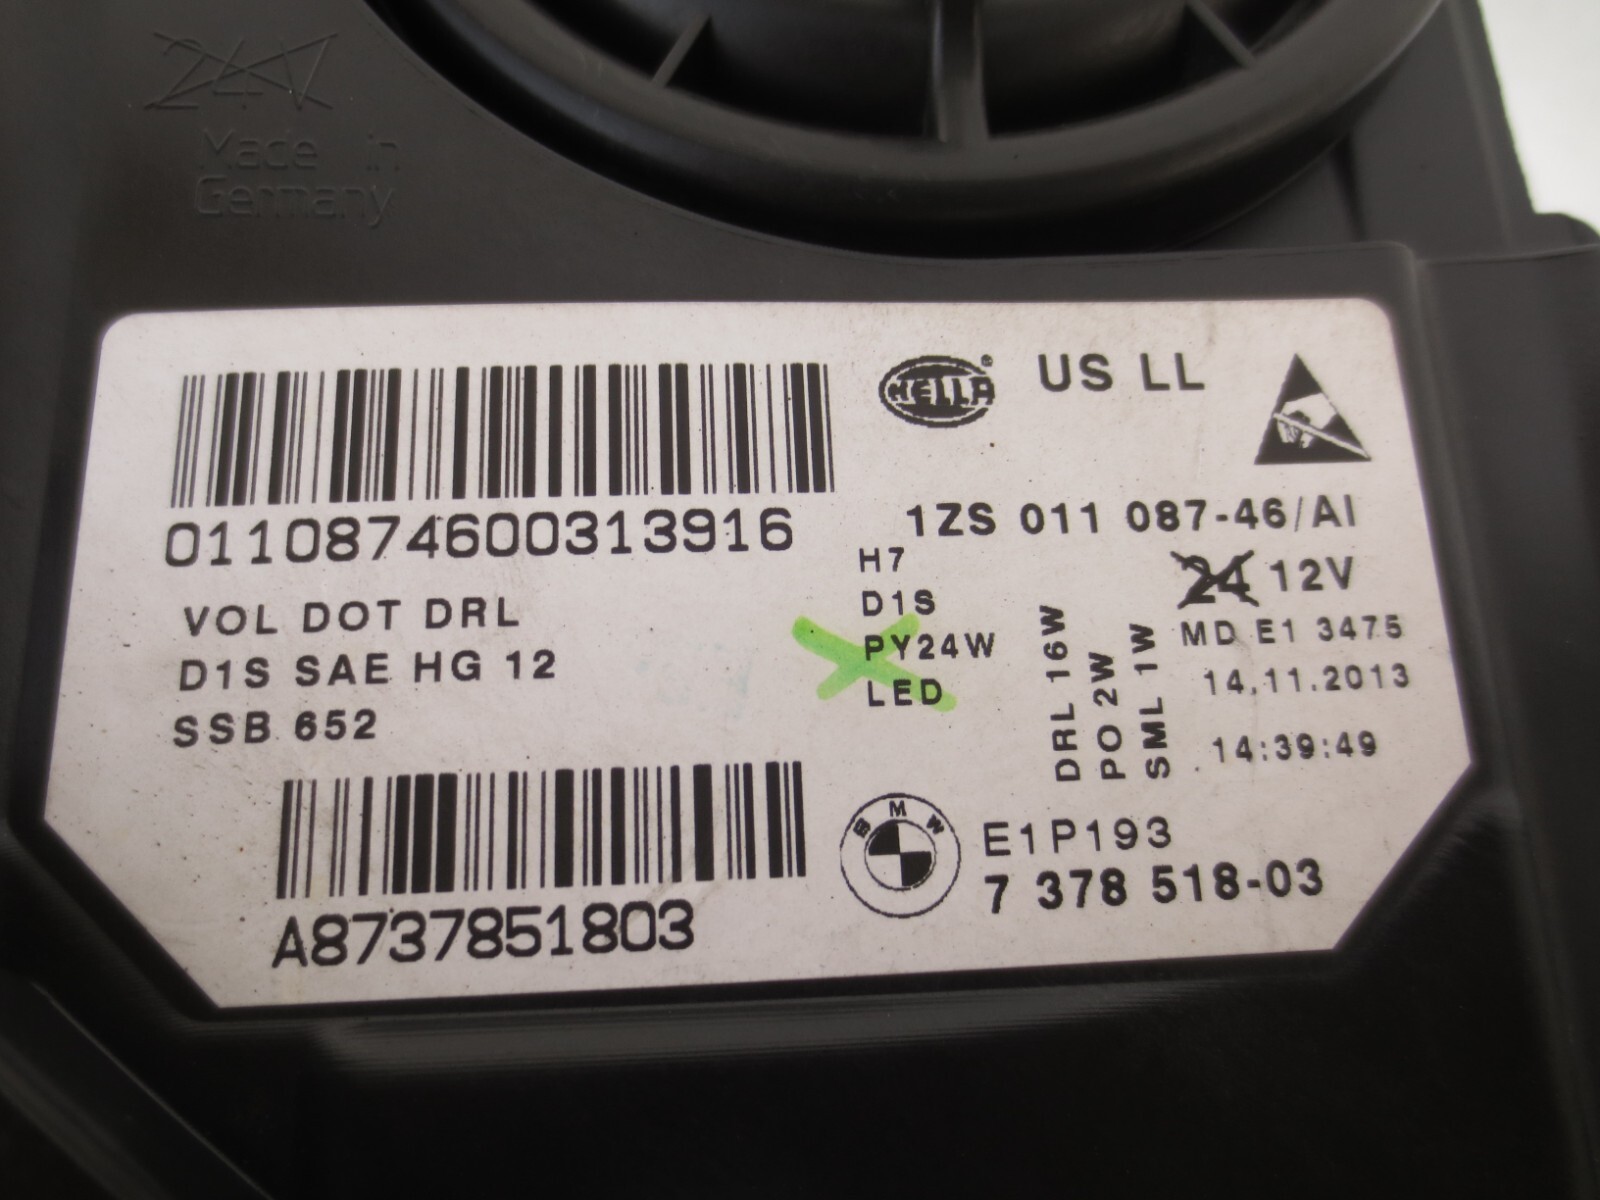 24V
Made in
Germany
HELLA®
US LL
0110874600313916
1ZS 011 087-46/AI
H7
D1S
PY24W
LED
24 12V
MD E1 3475
14.11.2013
14:39:49
DRL 16W
PO 2W
SML 1W
VOL DOT DRL
D1S SAE HG 12
SSB 652
A8737851803
BMW
E1P193
7 378 518-03